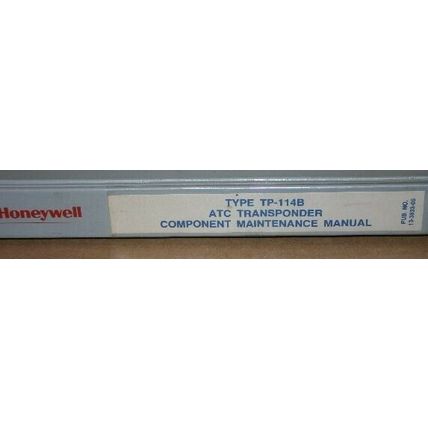 Honeywell
TYPE TP-114B
ATC TRANSPONDER
COMPONENT MAINTENANCE MANUAL
PUB NO.